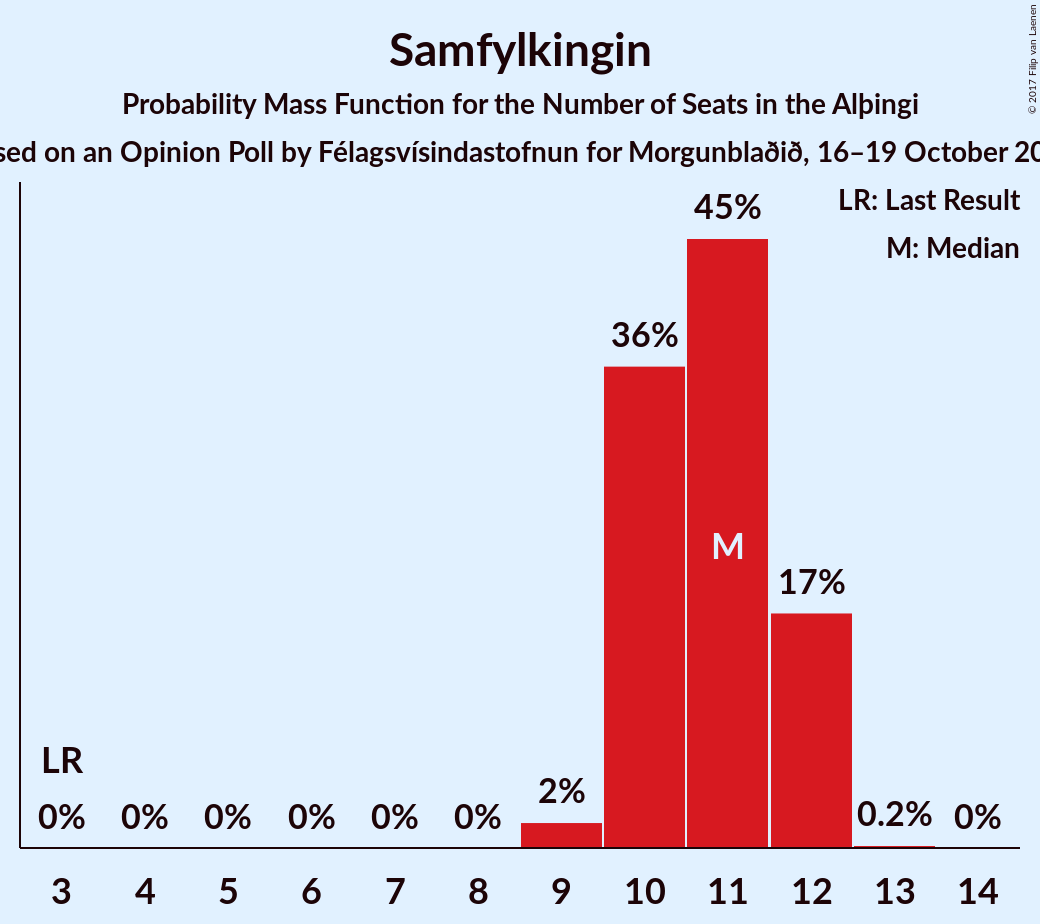 Samfylkingin
Probability Mass Function for the Number of Seats in the Alþingi
sed on an Opinion Poll by Félagsvísindastofnun for Morgunblaðið, 16–19 October 20
© 2017 Filip van Laenen
LR: Last Result
M: Median
45%
36%
M
17%
LR
0% 0% 0% 0% 0% 0% 2% 0.2% 0%
3 4 5 6 7 8 9 10 11 12 13 14